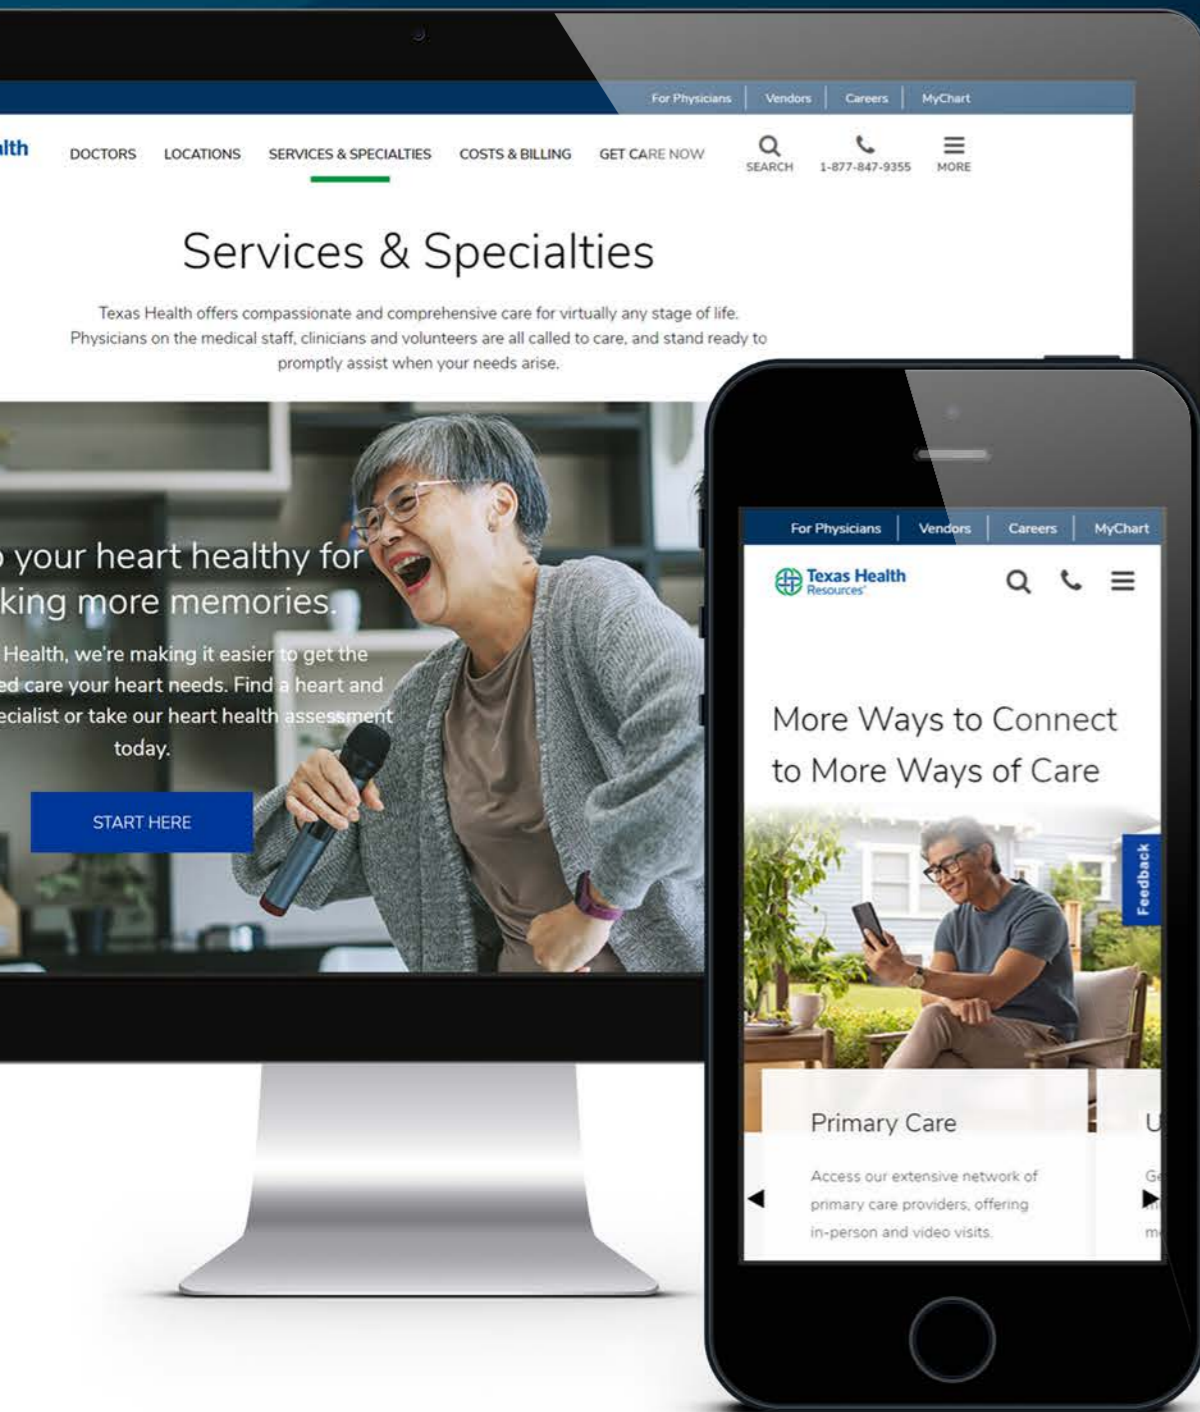 For Physicians Vendors Careers MyChart
DOCTORS LOCATIONS SERVICES & SPECIALTIES COSTS & BILLING GET CARE NOW SEARCH 1-877-847-9355 MORE
Services & Specialties
Texas Health offers compassionate and comprehensive care for virtually any stage of life.
Physicians on the medical staff, clinicians and volunteers are all called to care, and stand ready to
promptly assist when your needs arise.
your heart healthy for
king more memories.
Health, we're making it easier to get the
ed care your heart needs. Find a heart and
ecialist or take our heart health assessment
today.
START HERE
For Physicians Vendors Careers MyChart
Texas Health
Resources
More Ways to Connect
to More Ways of Care
Feedback
Primary Care
Access our extensive network of
primary care providers, offering
in-person and video visits.